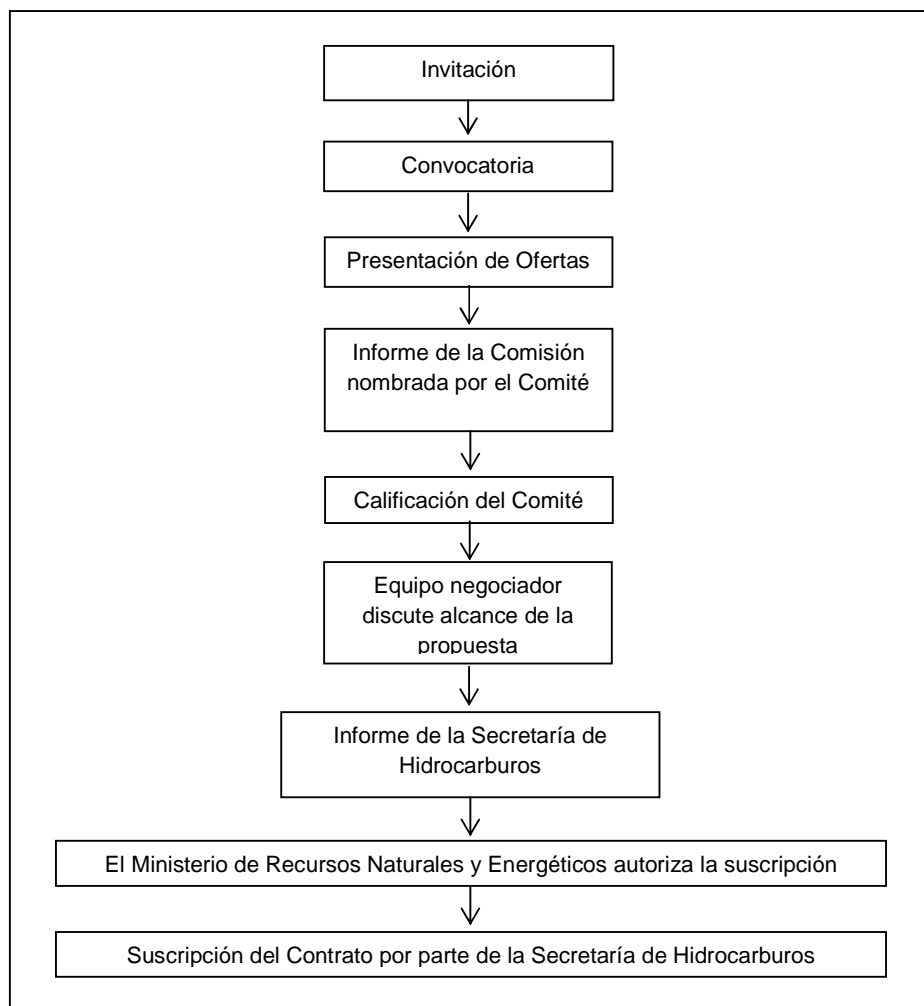 Invitación
Convocatoria
Presentación de Ofertas
Informe de la Comisión
nombrada por el Comité
Calificación del Comité
Equipo negociador
discute alcance de la
propuesta
Informe de la Secretaría de
Hidrocarburos
El Ministerio de Recursos Naturales y Energéticos autoriza la suscripción
Suscripción del Contrato por parte de la Secretaría de Hidrocarburos